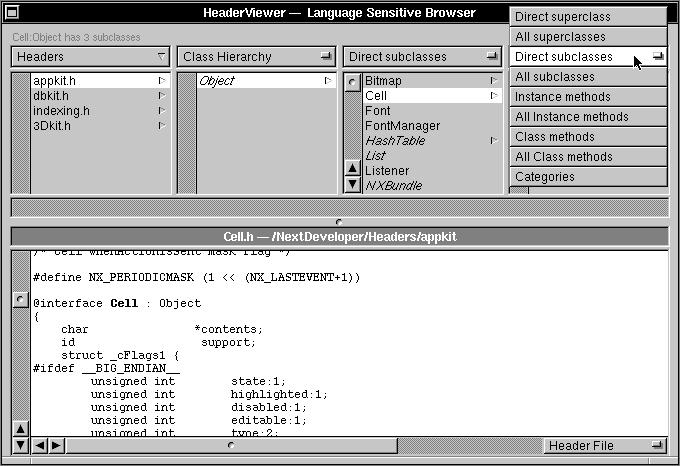 HeaderViewer — Language Sensitive Browser
Cell:Object has 3 subclasses
Headers
Class Hierarchy
Direct subclasses
Direct superclass
All superclasses
Direct subclasses
All subclasses
Instance methods
All Instance methods
Class methods
All Class methods
Categories
appkit.h
dbkit.h
indexing.h
3Dkit.h
Object
Bitmap
Cell
Font
FontManager
HashTable
List
Listener
NXBundle
Cell.h — /NextDeveloper/Headers/appkit
/* Cell whenActionIsSent mask flag */
#define NX_PERIODICMASK (1 << (NX_LASTEVENT+1))
@interface Cell : Object
{
char *contents;
id support;
struct _cFlags1 {
#ifdef __BIG_ENDIAN__
unsigned int state:1;
unsigned int highlighted:1;
unsigned int disabled:1;
unsigned int editable:1;
unsigned int type:2;
Header File